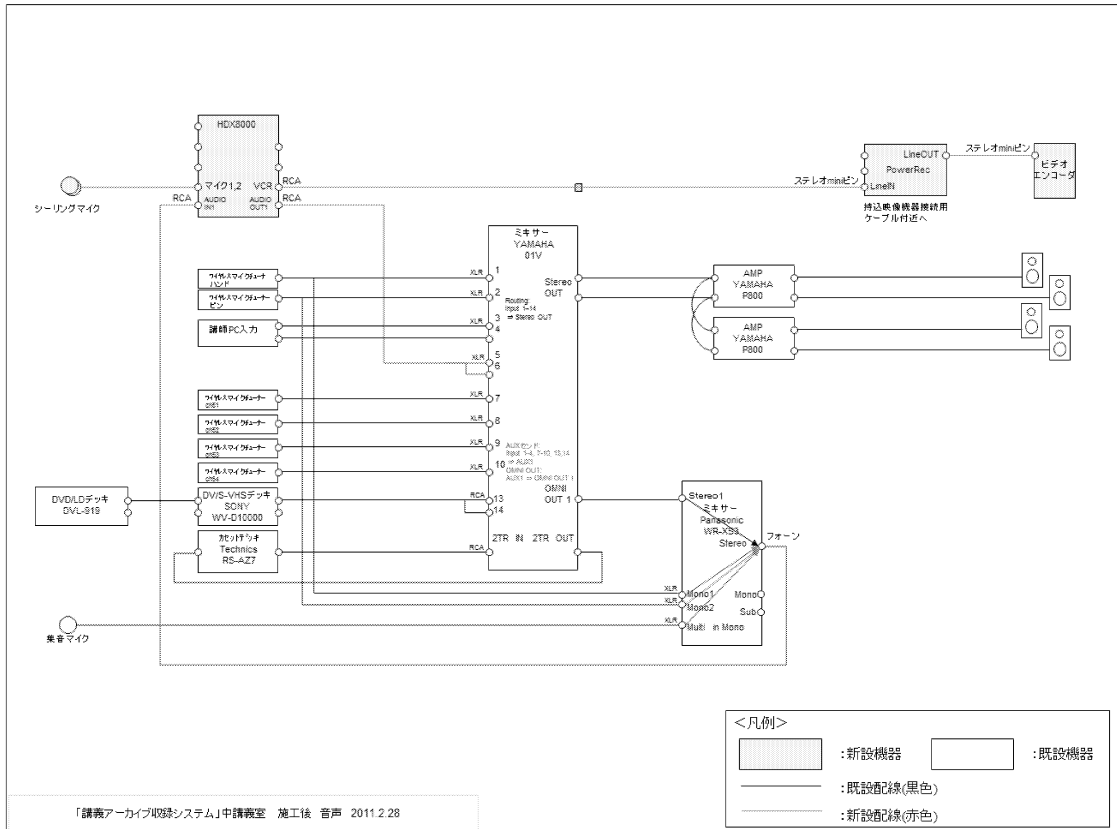 HDX8000
マイク1,2 VCR
AUDIO IN1
AUDIO OUT1
RCA
RCA
RCA
シーリングマイク
ステレオminiピン
LineOUT
PowerRec
LineIN
ステレオminiピン
ビデオ
エンコーダ
持込映像機器接続用
ケーブル付近へ
ミキサー
YAMAHA
01V
Stereo
OUT
Routing:
Input 1-14
⇒ Stereo OUT
ワイヤレスマイクチューナー
ハンド
ワイヤレスマイクチューナー
ピン
講師PC入力
XLR 1
XLR 2
XLR 3
4
XLR 5
6
XLR 7
XLR 8
XLR 9
XLR 10
RCA 13
14
ワイヤレスマイクチューナー
ワイヤレスマイクチューナー
ワイヤレスマイクチューナー
ワイヤレスマイクチューナー
AUXセンド:
Input 1-4, 7-10, 13,14
OMNI OUT:
OMNI
OUT 1
2TR IN 2TR OUT
RCA
DVD/LDデッキ
DVL-919
DV/S-VHSデッキ
SONY
WV-D10000
カセットデッキ
Technics
RS-AZ7
集音マイク
AMP
YAMAHA
P800
AMP
YAMAHA
P800
Stereo1
ミキサー
Panasonic
WR-XS3
Stereo
フォーン
XLR
XLR
XLR
Mono1
Mono2
Multi in Mono
Mono
Sub
<凡例>
:新設機器
:既設機器
:既設配線(黒色)
:新設配線(赤色)
「講義アーカイブ収録システム」中講義室 施工後 音声 2011.2.28